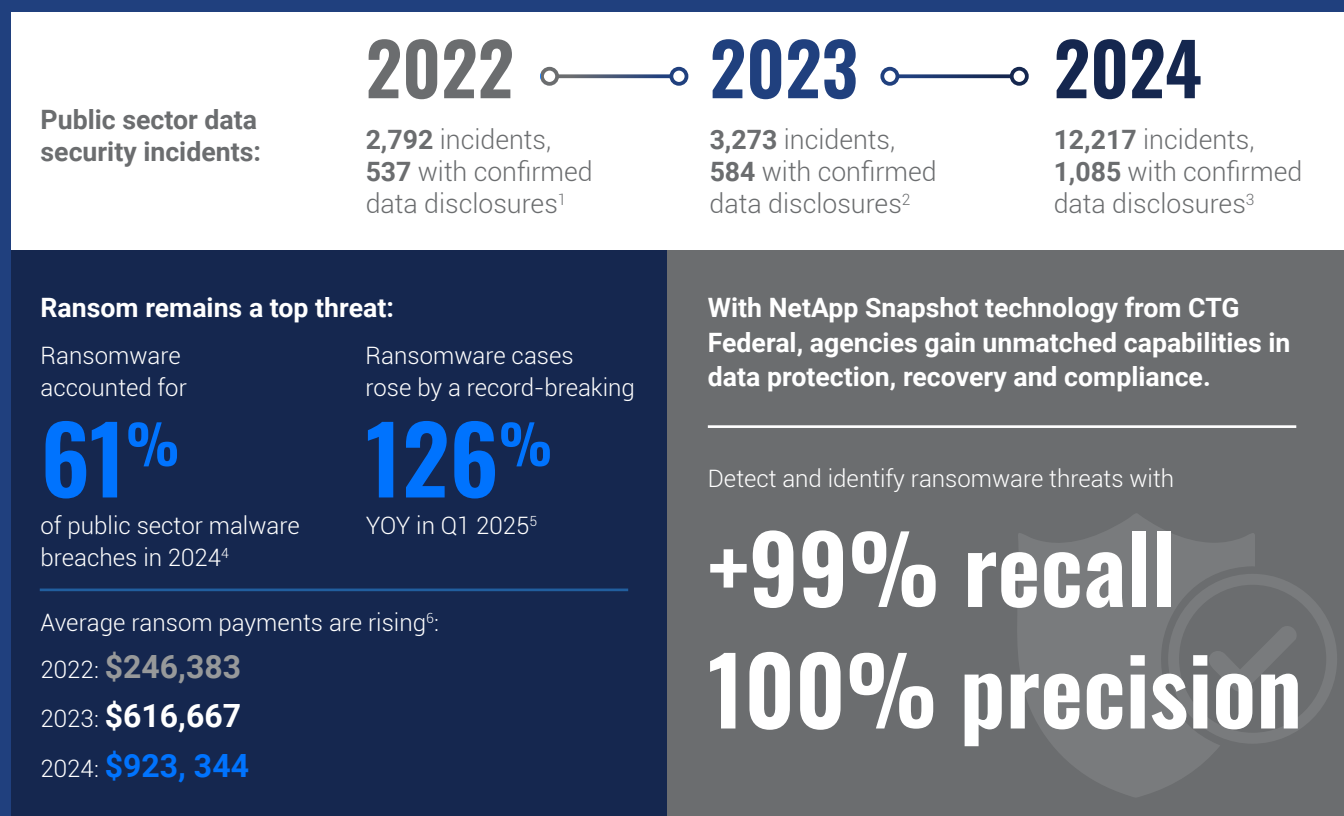 2022
2023
2024
Public sector data
security incidents:
2,792 incidents,
537 with confirmed
data disclosures¹
3,273 incidents,
584 with confirmed
data disclosures²
12,217 incidents,
1,085 with confirmed
data disclosures³
Ransom remains a top threat:
Ransomware
accounted for
61%
of public sector malware
breaches in 2024⁴
Ransomware cases
rose by a record-breaking
126%
YOY in Q1 2025⁵
Average ransom payments are rising⁶:
2022: $246,383
2023: $616,667
2024: $923, 344
With NetApp Snapshot technology from CTG
Federal, agencies gain unmatched capabilities in
data protection, recovery and compliance.
Detect and identify ransomware threats with
+99% recall
100% precision